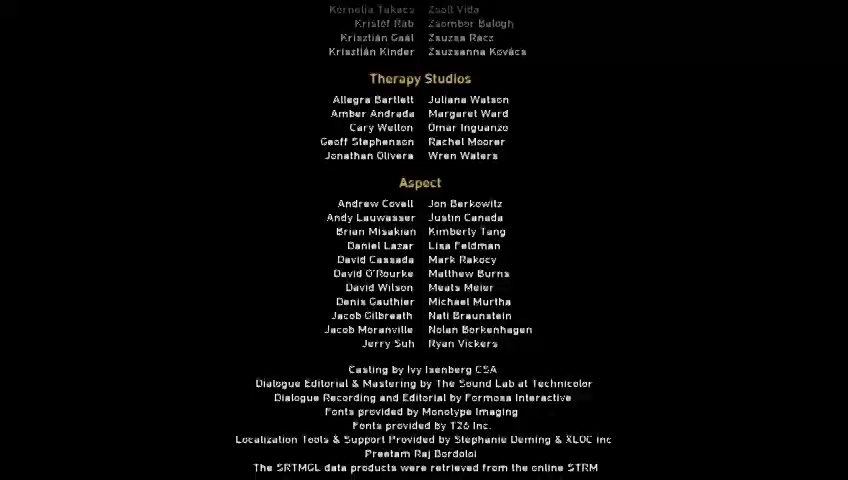 Kornelia Takacs Zsolt Vida
Kristóf Rab Zsombor Balogh
Krisztián Gaál Zsuzsa Rácz
Krisztián Kinder Zsuzsanna Kovács
Therapy Studios
Allegra Bartlett Juliana Watson
Amber Andrada Margaret Ward
Cary Welton Omar Inguanzo
Geoff Stephenson Rachel Moorer
Jonathan Olivera Wren Waters
Aspect
Andrew Covell Jon Berkowitz
Andy Lauwasser Justin Canada
Brian Misakian Kimberly Tang
Daniel Lazar Lisa Feldman
David Cassada Mark Rakocy
David O'Rourke Matthew Burns
David Wilson Meats Meier
Denis Gauthier Michael Murtha
Jacob Gilbreath Nati Braunstein
Jacob Moranville Nolan Borkenhagen
Jerry Suh Ryan Vickers
Casting by Ivy Isenberg CSA
Dialogue Editorial & Mastering by The Sound Lab at Technicolor
Dialogue Recording and Editorial by Formosa Interactive
Fonts provided by Monotype Imaging
Fonts provided by T26 Inc.
Localization Tools & Support Provided by Stephanie Deming & XLOC inc
Preetam Raj Bordoloi
The SRTMGL data products were retrieved from the online STRM